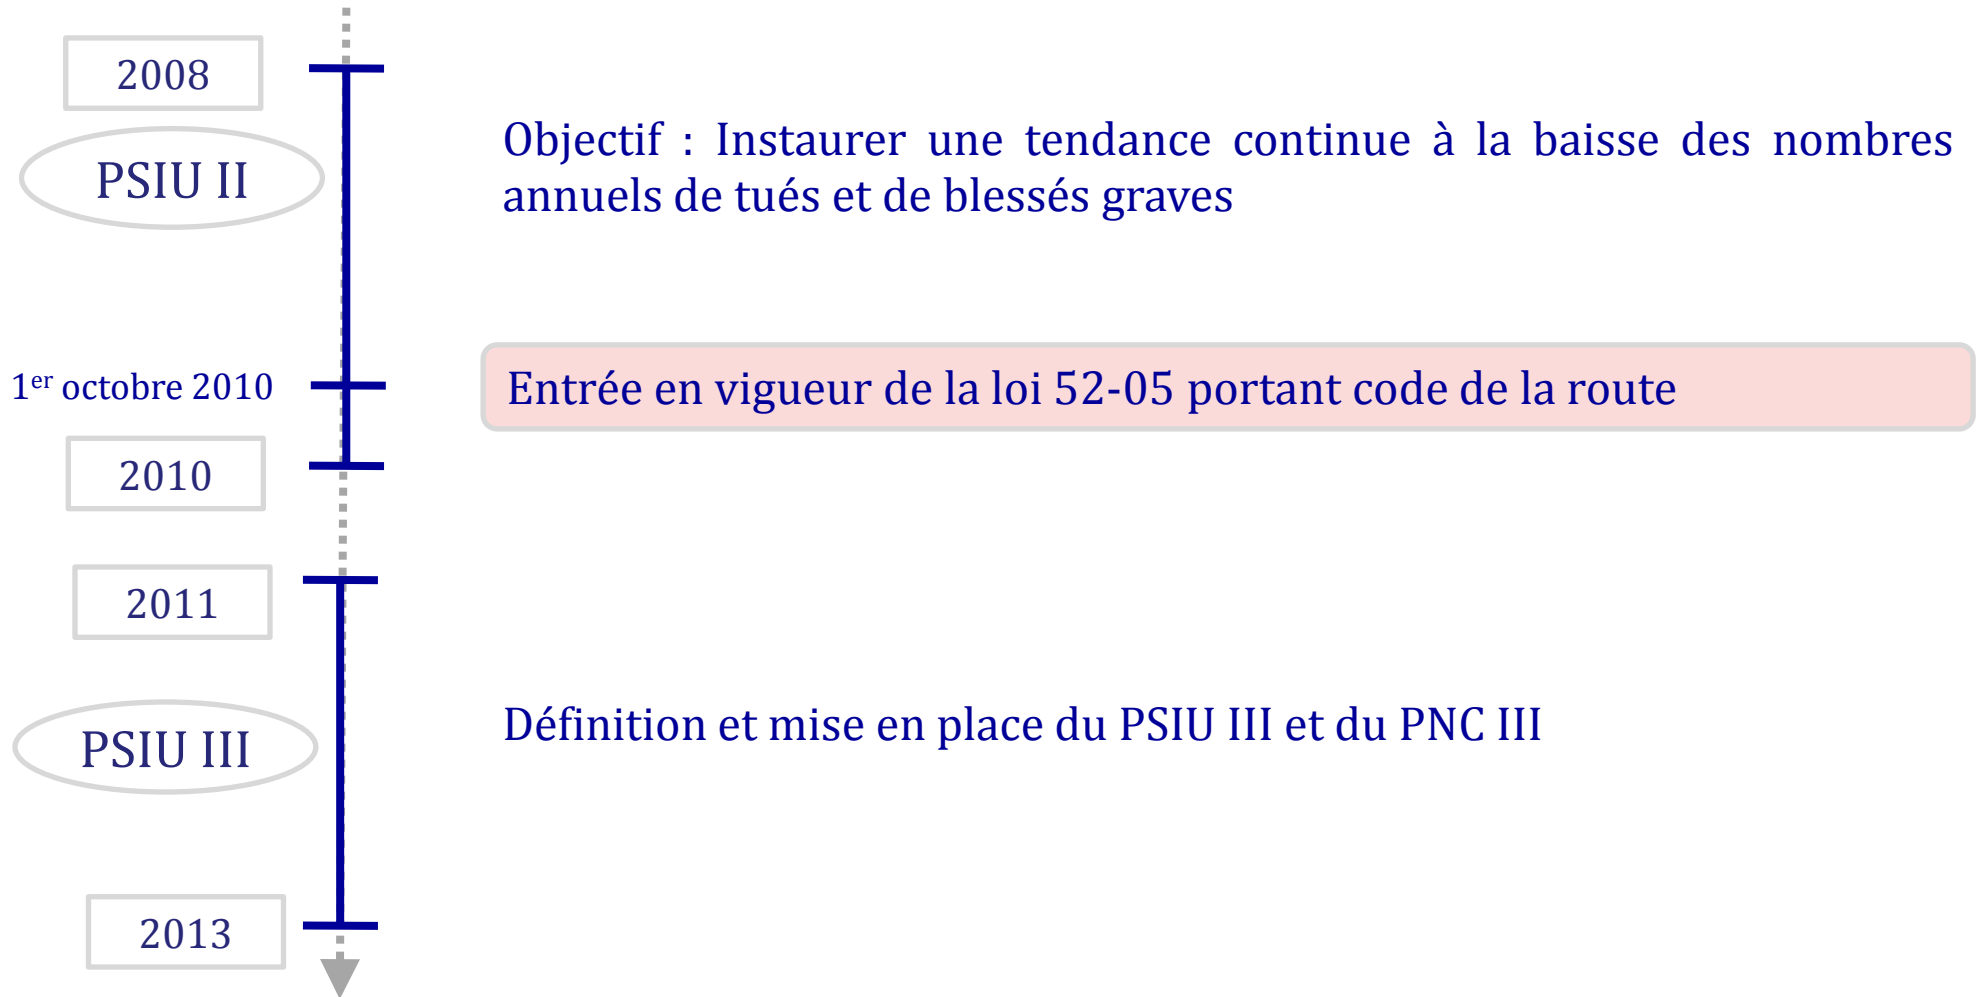 2008
PSIU II
Objectif : Instaurer une tendance continue à la baisse des nombres
annuels de tués et de blessés graves
1er octobre 2010
Entrée en vigueur de la loi 52-05 portant code de la route
2010
2011
PSIU III
Définition et mise en place du PSIU III et du PNC III
2013